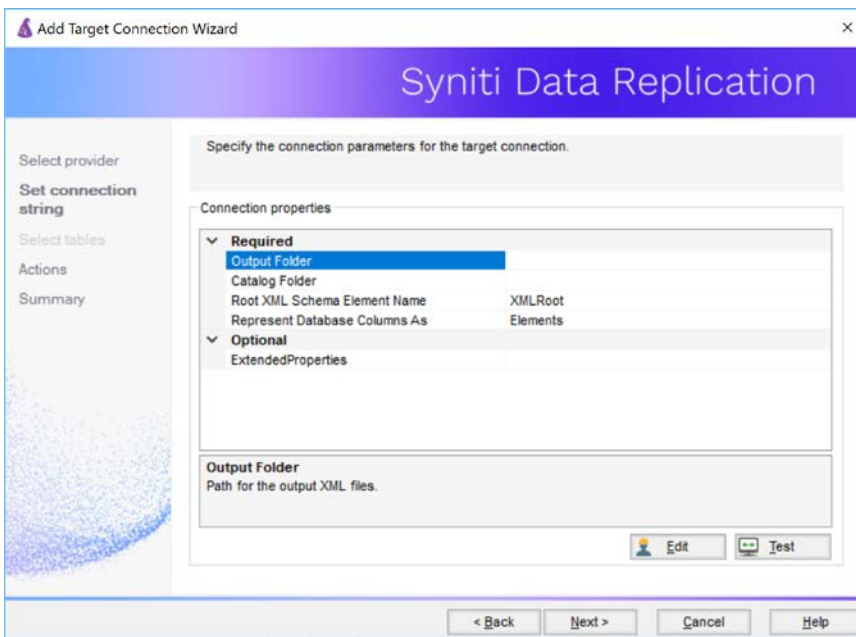 Add Target Connection Wizard
Syniti Data Replication
Select provider
Set connection
string
Select tables
Actions
Summary
Specify the connection parameters for the target connection.
Connection properties
Required
Output Folder
Catalog Folder
Root XML Schema Element Name XMLRoot
Represent Database Columns As Elements
Optional
ExtendedProperties
Output Folder
Path for the output XML files.
Edit Test
< Back Next > Cancel Help